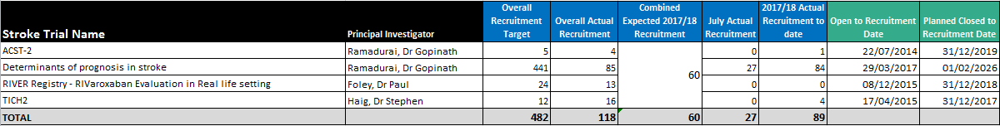 Stroke Trial Name Principal Investigator Overall Recruitment Target Overall Actual Recruitment Combined Expected 2017/18 Recruitment July Actual Recruitment 2017/18 Actual Recruitment to date Open to Recruitment Date Planned Closed to Recruitment Date
ACST-2 Ramadurai, Dr Gopinath 5 4 0 1 22/07/2014 31/12/2019
Determinants of prognosis in stroke Ramadurai, Dr Gopinath 441 85 27 84 29/03/2017 01/02/2026
60
RIVER Registry - RIVaroxaban Evaluation in Real life setting Foley, Dr Paul 24 13 0 0 08/12/2015 31/12/2018
TICH2 Haig, Dr Stephen 12 16 0 4 17/04/2015 31/12/2017
TOTAL 482 118 60 27 89